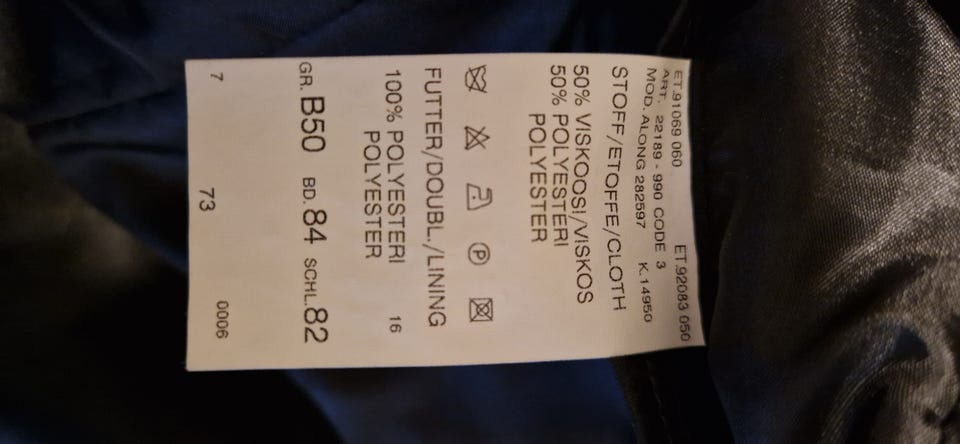 ET.91069 060 ET.92083 050
ART. 22189 - 990 CODE 3
MOD. ALONG 282597 K.14950
STOFF/ETOFFE/CLOTH
50% VISKOOSI/VISKOS
50% POLYESTERI
POLYESTER
P
FUTTER/DOUBL./LINING
100% POLYESTERI 16
POLYESTER
GR. B50 BD. 84 SCHL. 82
7 73 0006